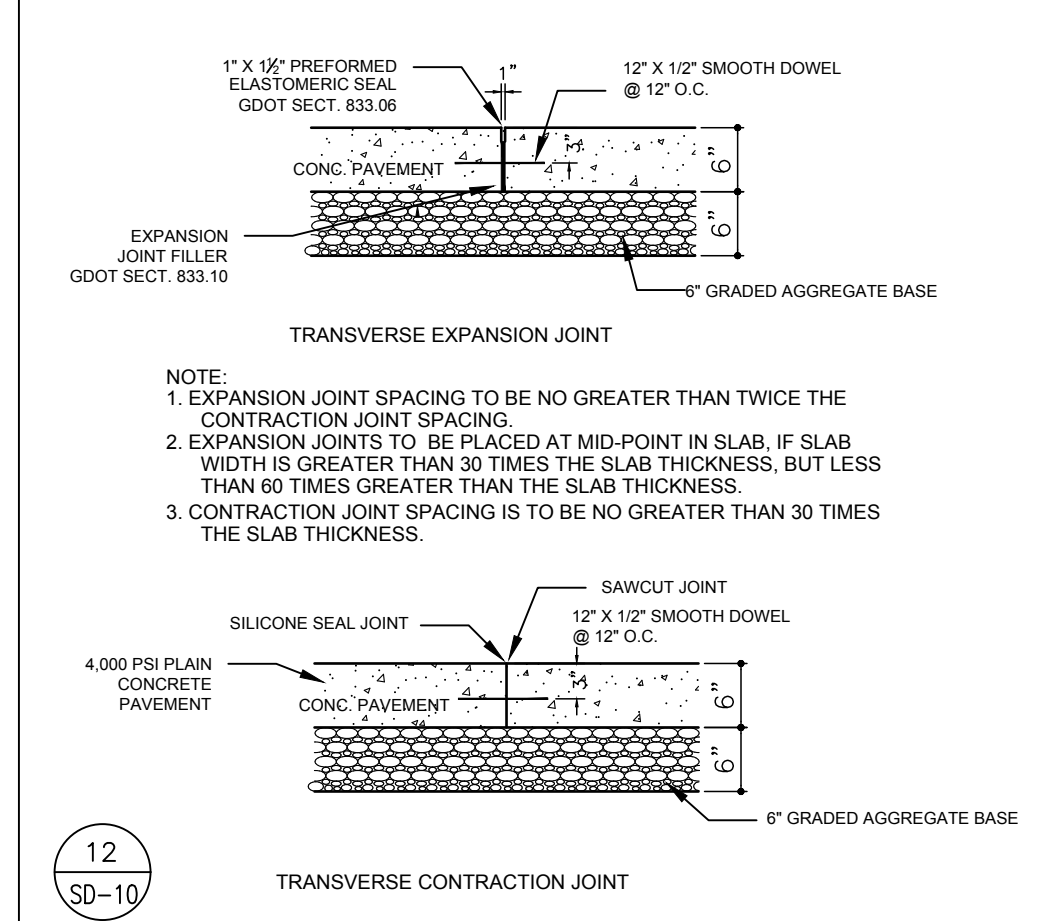 1" X 1½" PREFORMED
ELASTOMERIC SEAL
GDOT SECT. 833.06
1"
12" X 1/2" SMOOTH DOWEL
@ 12" O.C.
3"
CONC. PAVEMENT
6"
6"
EXPANSION
JOINT FILLER
GDOT SECT. 833.10
6" GRADED AGGREGATE BASE
TRANSVERSE EXPANSION JOINT
NOTE:
1. EXPANSION JOINT SPACING TO BE NO GREATER THAN TWICE THE
CONTRACTION JOINT SPACING.
2. EXPANSION JOINTS TO BE PLACED AT MID-POINT IN SLAB, IF SLAB
WIDTH IS GREATER THAN 30 TIMES THE SLAB THICKNESS, BUT LESS
THAN 60 TIMES GREATER THAN THE SLAB THICKNESS.
3. CONTRACTION JOINT SPACING IS TO BE NO GREATER THAN 30 TIMES
THE SLAB THICKNESS.
SAWCUT JOINT
SILICONE SEAL JOINT
12" X 1/2" SMOOTH DOWEL
@ 12" O.C.
4,000 PSI PLAIN
CONCRETE
PAVEMENT
3"
CONC. PAVEMENT
6"
6"
6" GRADED AGGREGATE BASE
12
SD-10
TRANSVERSE CONTRACTION JOINT